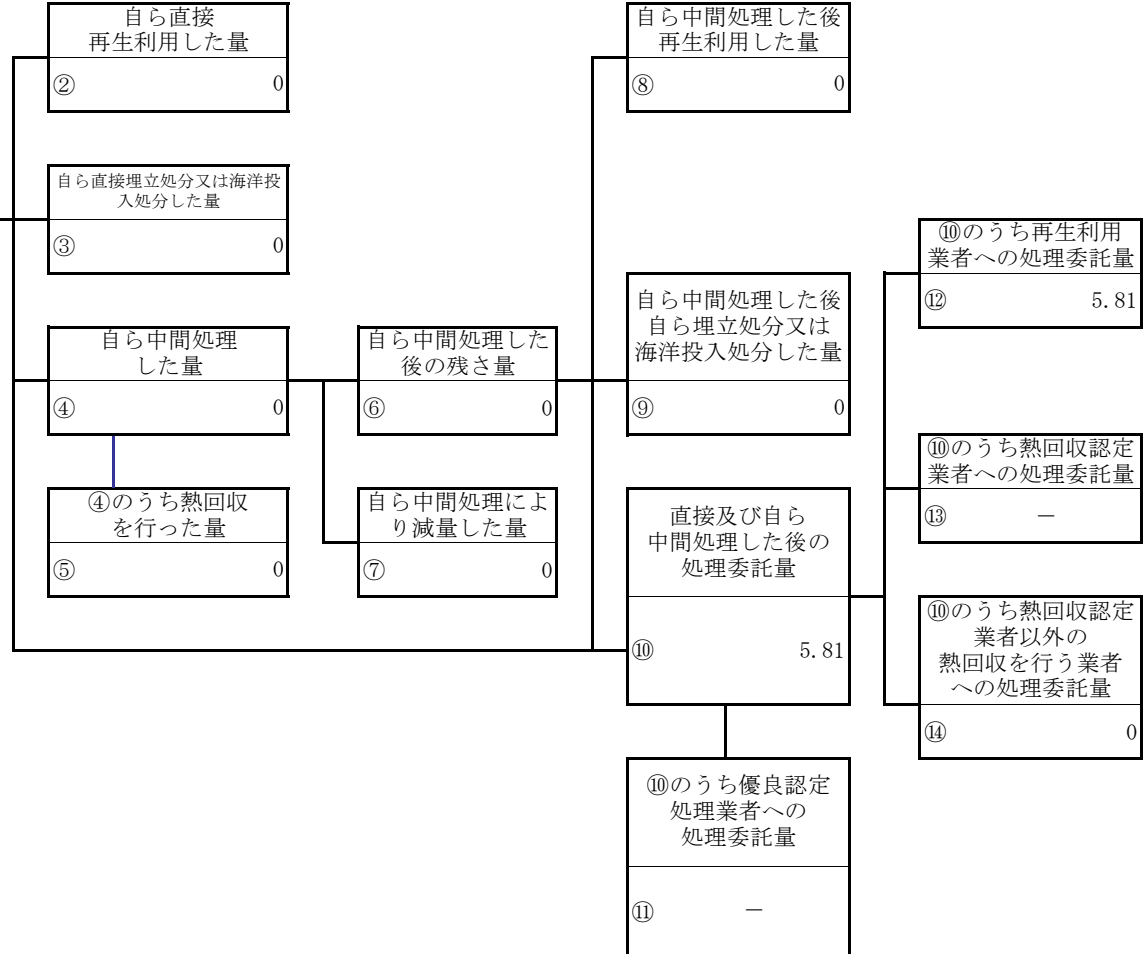 自ら直接
再生利用した量
② 0
自ら直接埋立処分又は海洋投
入処分した量
③ 0
自ら中間処理
した量
④ 0
④のうち熱回収
を行った量
⑤ 0
自ら中間処理した
後の残さ量
⑥ 0
自ら中間処理によ
り減量した量
⑦ 0
自ら中間処理した後
再生利用した量
⑧ 0
自ら中間処理した後
自ら埋立処分又は
海洋投入処分した量
⑨ 0
直接及び自ら
中間処理した後の
処理委託量
⑩ 5.81
⑩のうち優良認定
処理業者への
処理委託量
⑪ －
⑩のうち再生利用
業者への処理委託量
⑫ 5.81
⑩のうち熱回収認定
業者への処理委託量
⑬ －
⑩のうち熱回収認定
業者以外の
熱回収を行う業者
への処理委託量
⑭ 0